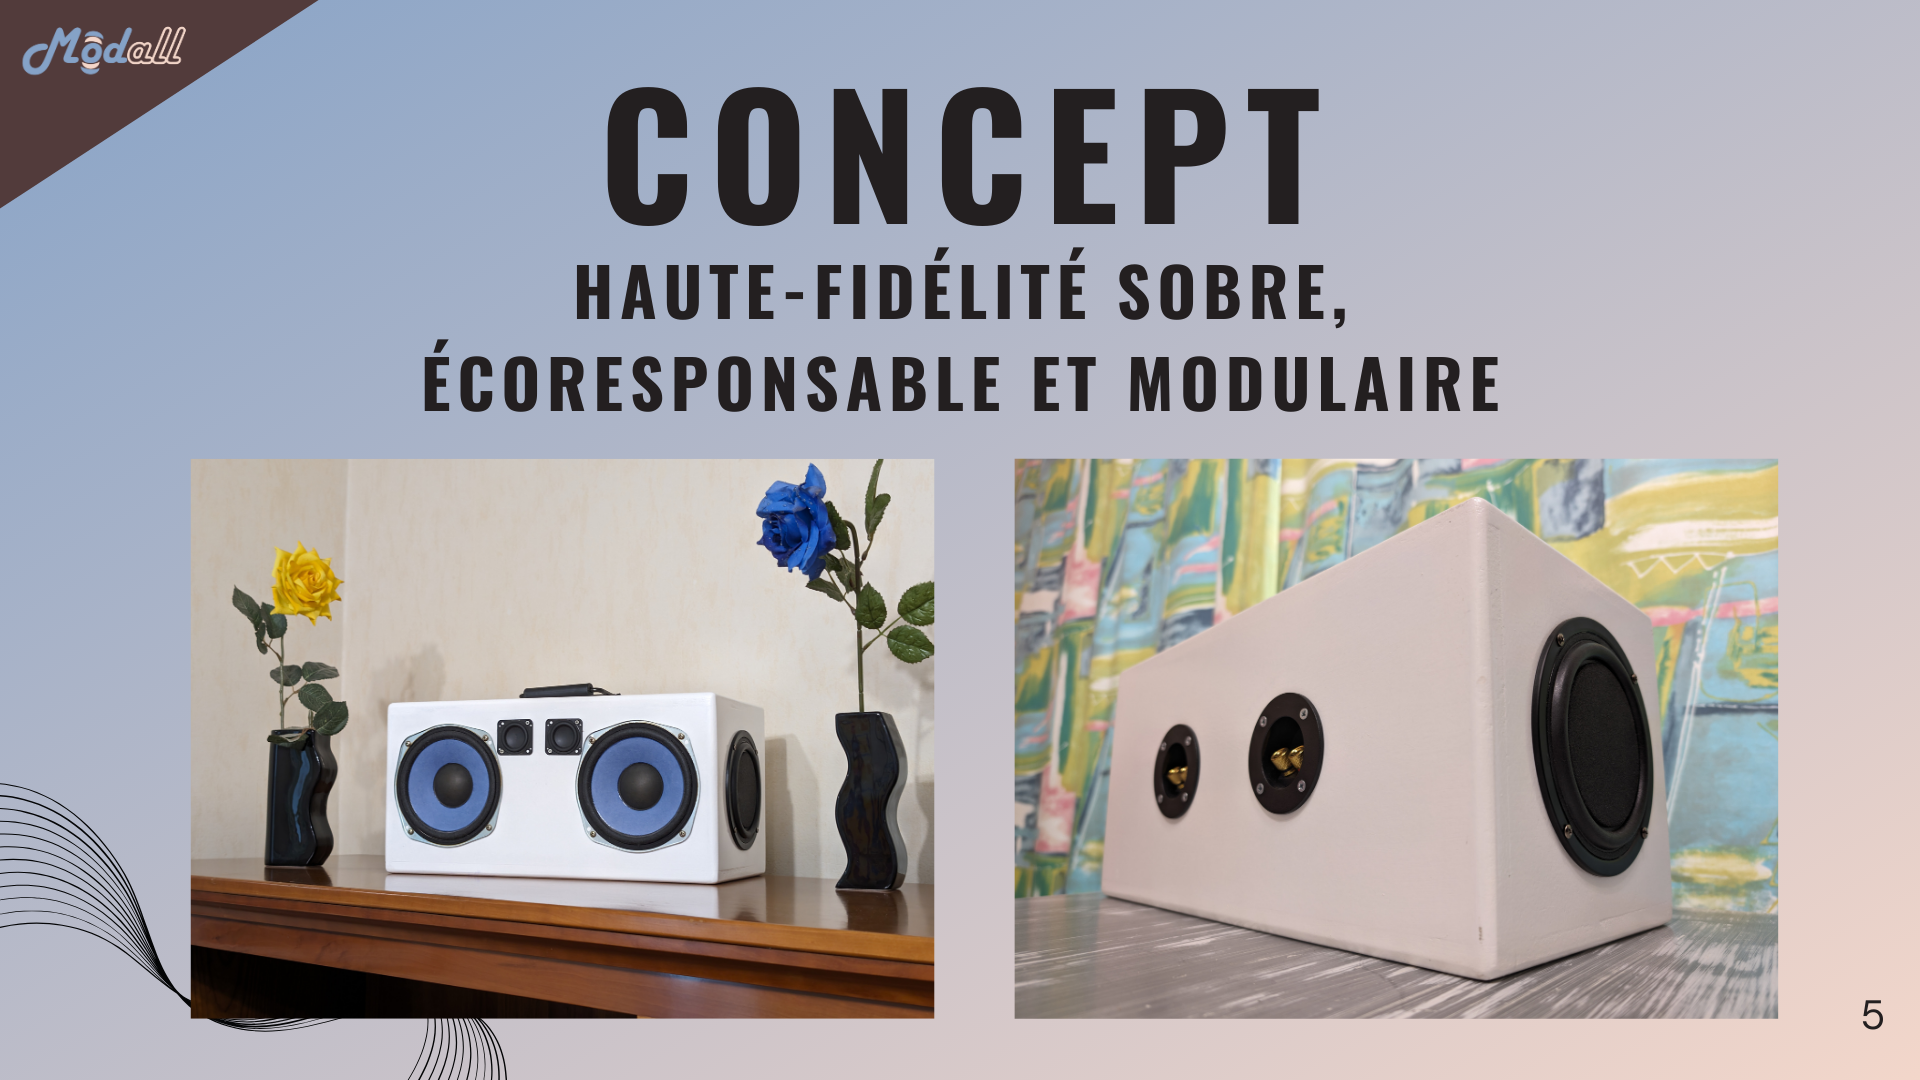 Modall
CONCEPT
HAUTE-FIDÉLITÉ SOBRE,
ÉCORESPONSABLE ET MODULAIRE
5